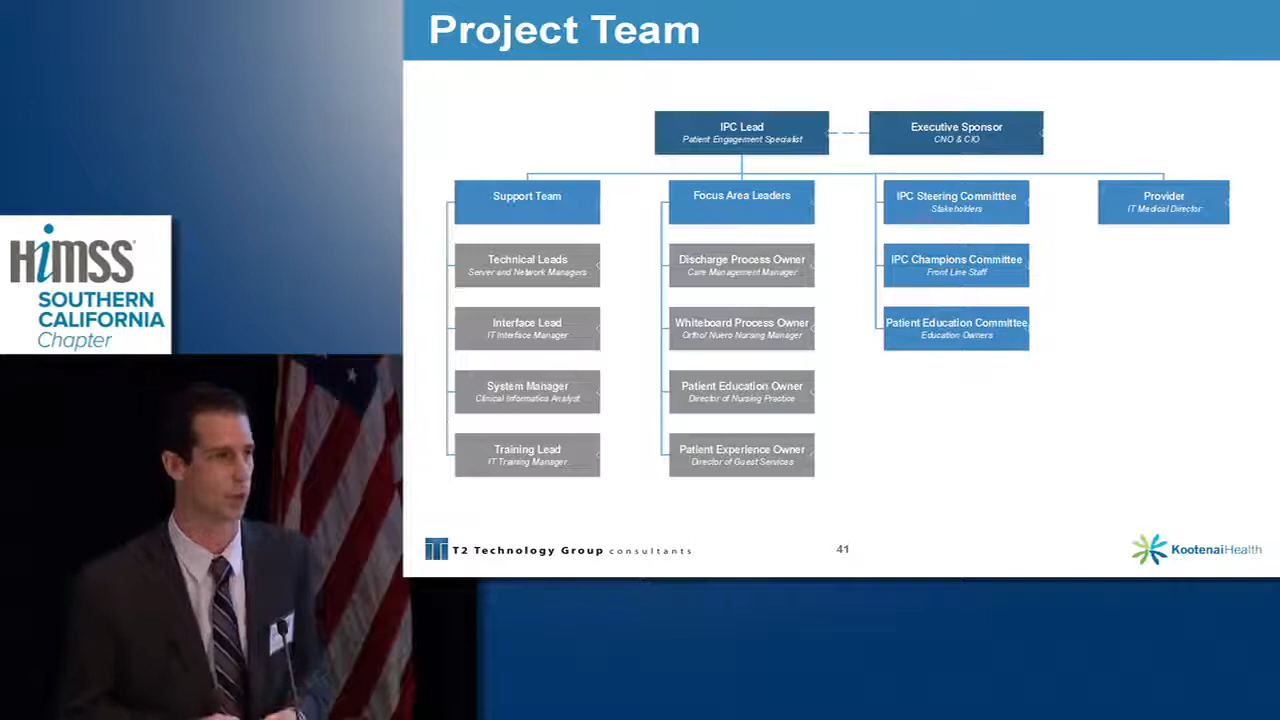 Project Team
IPC Lead
Patient Engagement Specialist
Executive Sponsor
CNO & CIO
Support Team
Focus Area Leaders
IPC Steering Committtee
Stakeholders
Provider
IT Medical Director
Technical Leads
Server and Network Managers
Discharge Process Owner
Care Management Manager
IPC Champions Committee
Front Line Staff
Interface Lead
IT Interface Manager
Whiteboard Process Owner
Ortho/ Nuero Nursing Manager
Patient Education Committee
Education Owners
System Manager
Clinical Informatics Analyst
Patient Education Owner
Director of Nursing Practice
Training Lead
IT Training Manager
Patient Experience Owner
Director of Guest Services
T2 Technology Group consultants
41
KootenaiHealth
HiMSS
SOUTHERN
CALIFORNIA
Chapter